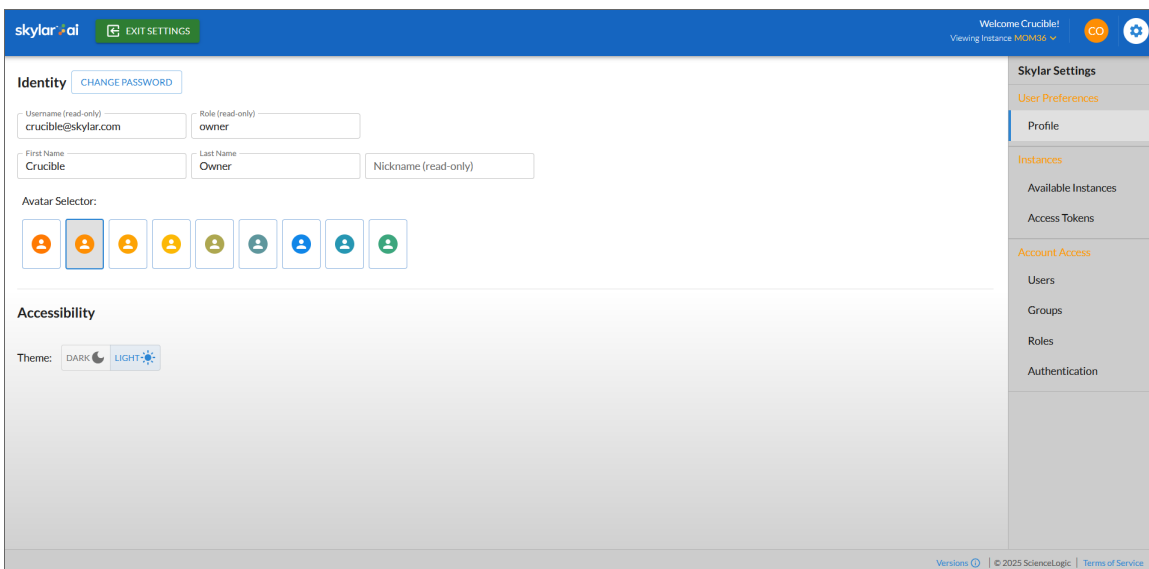 skylar ai
EXIT SETTINGS
Welcome Crucible!
Viewing Instance MOM36
CO
Identity
CHANGE PASSWORD
Username (read-only)
crucible@skylar.com
Role (read-only)
owner
First Name
Crucible
Last Name
Owner
Nickname (read-only)
Avatar Selector:
Accessibility
Theme:
DARK
LIGHT
Skylar Settings
User Preferences
Profile
Instances
Available Instances
Access Tokens
Account Access
Users
Groups
Roles
Authentication
Versions
© 2025 ScienceLogic
Terms of Service